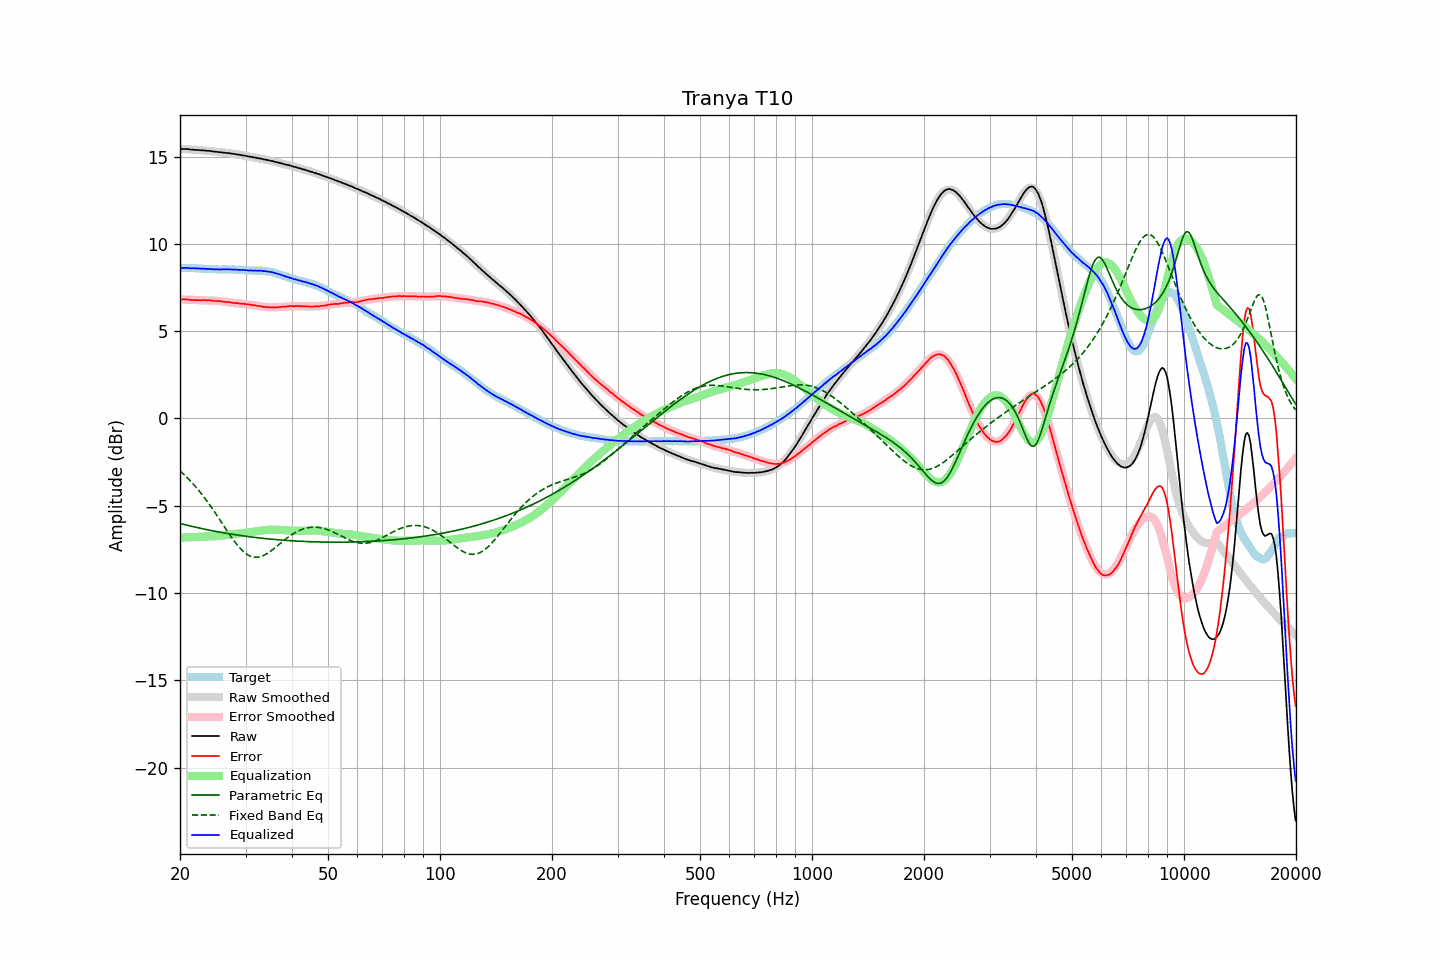 Tranya T10
Amplitude (dBr)
15
10
5
0
−5
−10
−15
−20
Target
Raw Smoothed
Error Smoothed
Raw
Error
Equalization
Parametric Eq
Fixed Band Eq
Equalized
20 50 100 200 500 1000 2000 5000 10000 20000
Frequency (Hz)